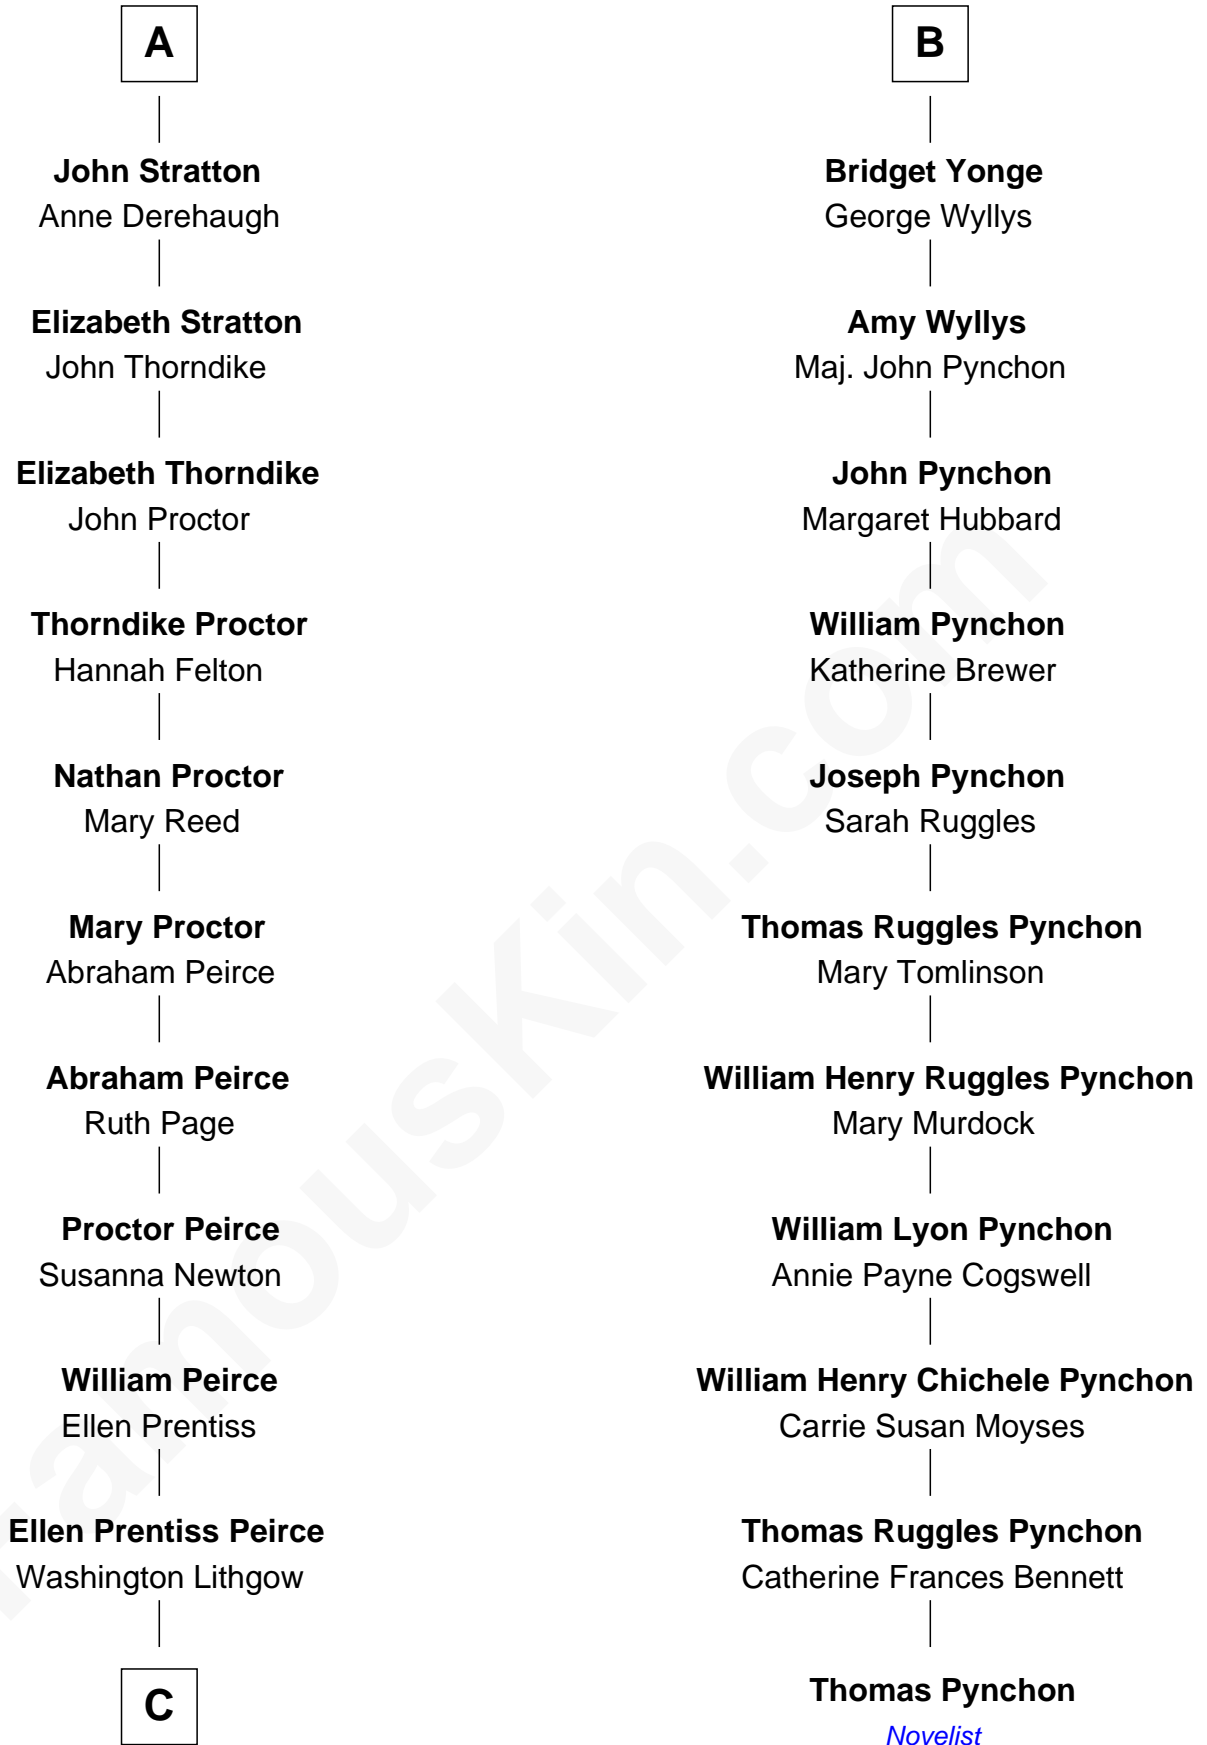 A
John Stratton
Anne Derehaugh
Elizabeth Stratton
John Thorndike
Elizabeth Thorndike
John Proctor
Thorndike Proctor
Hannah Felton
Nathan Proctor
Mary Reed
Mary Proctor
Abraham Peirce
Abraham Peirce
Ruth Page
Proctor Peirce
Susanna Newton
William Peirce
Ellen Prentiss
Ellen Prentiss Peirce
Washington Lithgow
C
B
Bridget Yonge
George Wyllys
Amy Wyllys
Maj. John Pynchon
John Pynchon
Margaret Hubbard
William Pynchon
Katherine Brewer
Joseph Pynchon
Sarah Ruggles
Thomas Ruggles Pynchon
Mary Tomlinson
William Henry Ruggles Pynchon
Mary Murdock
William Lyon Pynchon
Annie Payne Cogswell
William Henry Chichele Pynchon
Carrie Susan Moyses
Thomas Ruggles Pynchon
Catherine Frances Bennett
Thomas Pynchon
Novelist
FamousKin.com